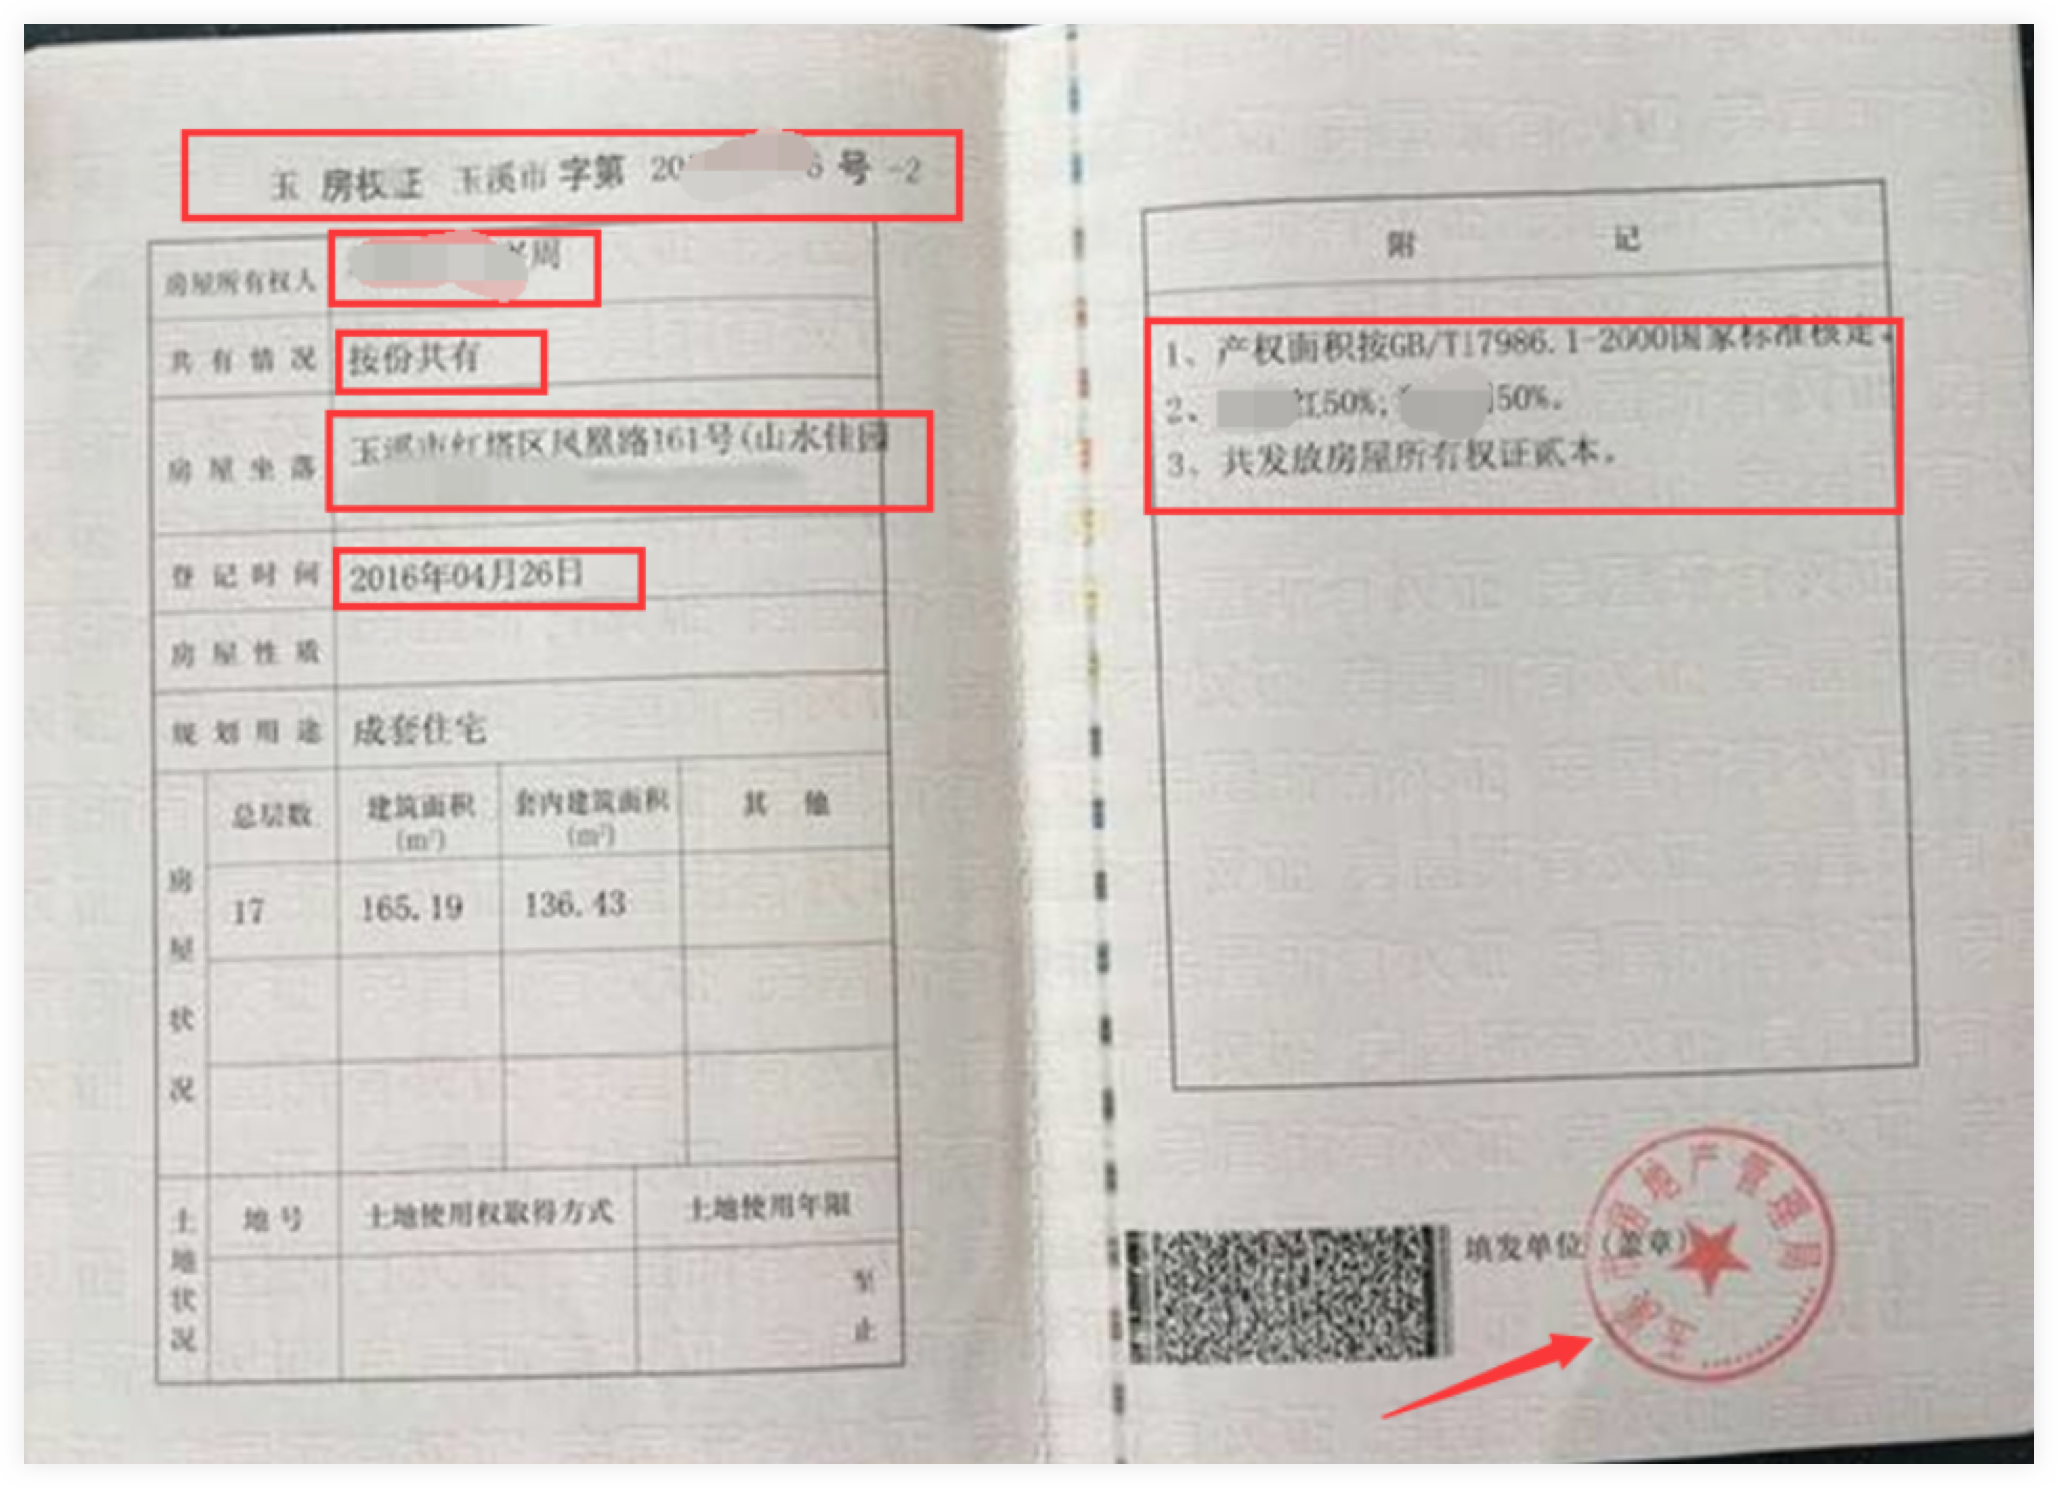 玉 房权证 玉溪市 字第 20 6 号 -2
房屋所有权人 周
共有情况 按份共有
房屋坐落 玉溪市红塔区凤凰路161号(山水佳园
登记时间 2016年04月26日
房屋性质
规划用途 成套住宅
房屋状况
总层数 建筑面积(m²) 套内建筑面积(m²) 其他
17 165.19 136.43
土地状况
地号 土地使用权取得方式 土地使用年限
至
止
附 记
1、产权面积按GB/T17986.1-2000国家标准核定。
2、 红50%; 50%。
3、共发放房屋所有权证贰本。
填发单位(盖章)
玉溪市房地产管理局